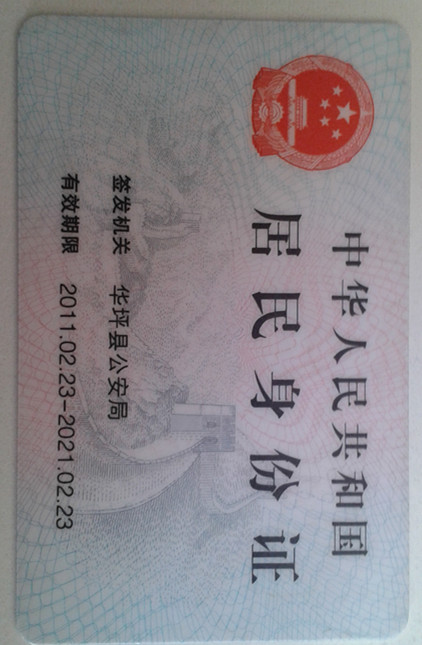 中华人民共和国
居民身份证
签发机关 华坪县公安局
有效期限 2011.02.23-2021.02.23